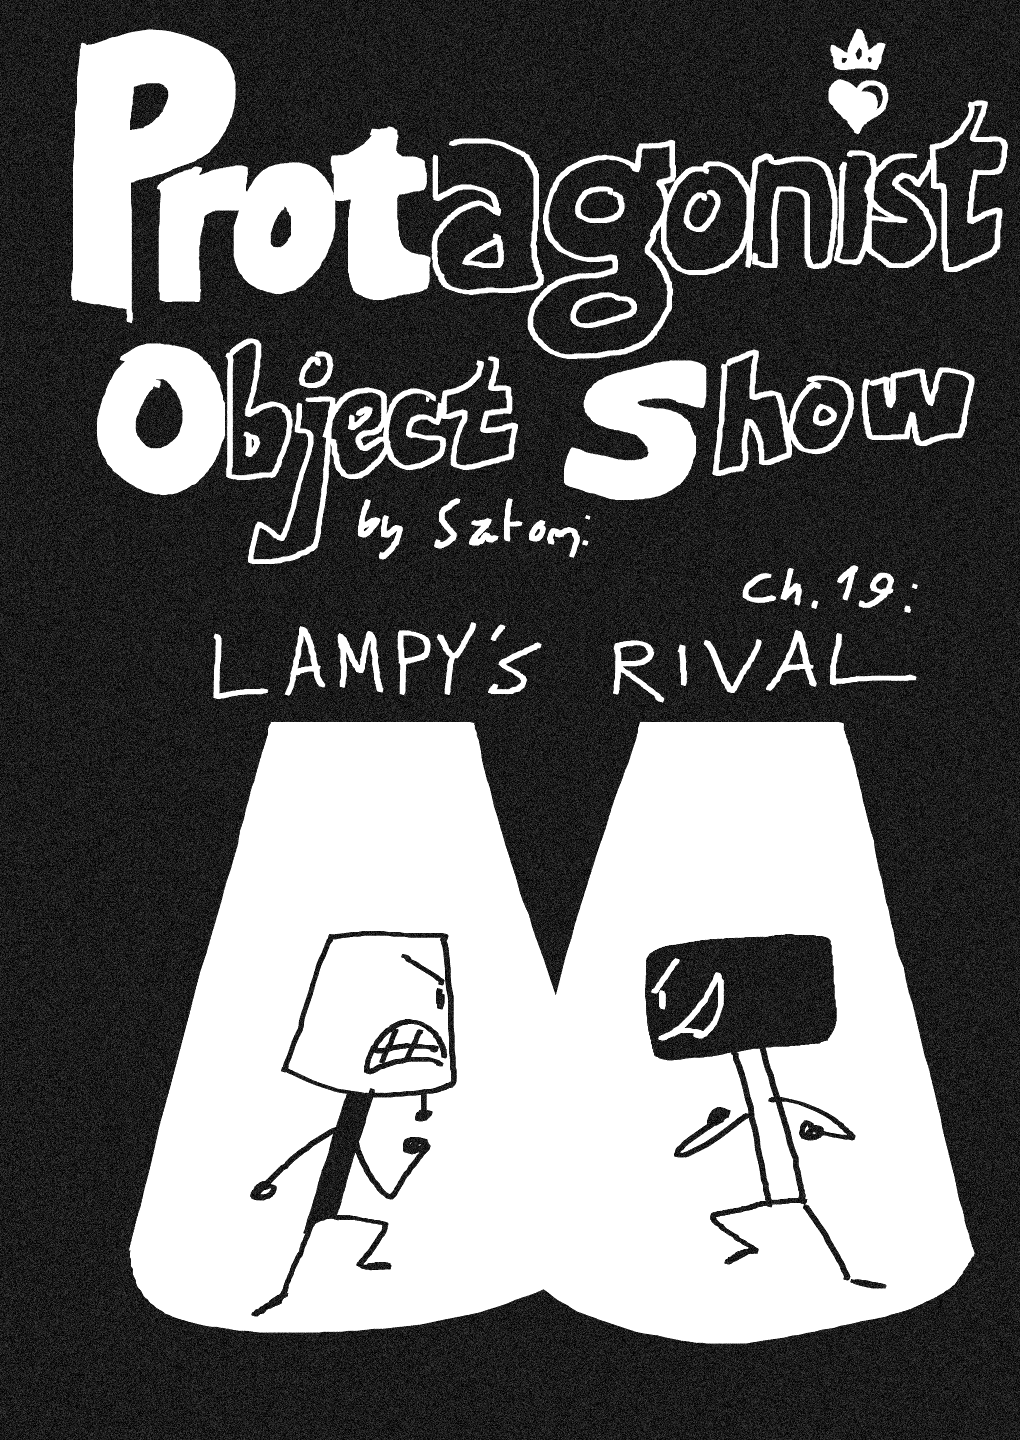 Protagonist
Object Show
by Satomi
Ch. 19:
LAMPY'S RIVAL